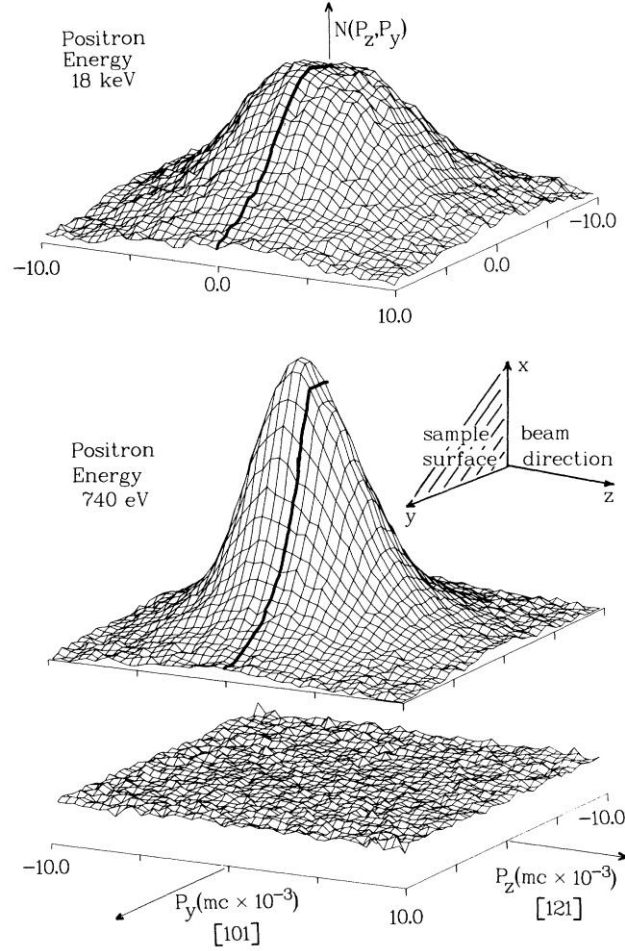 Positron
Energy
18 keV
N(P_z,P_y)
-10.0
0.0
10.0
0.0
-10.0
Positron
Energy
740 eV
x
sample
surface
beam
direction
y
z
-10.0
P_y(mc × 10^-3)
[101]
10.0
P_z(mc × 10^-3)
[121]
-10.0